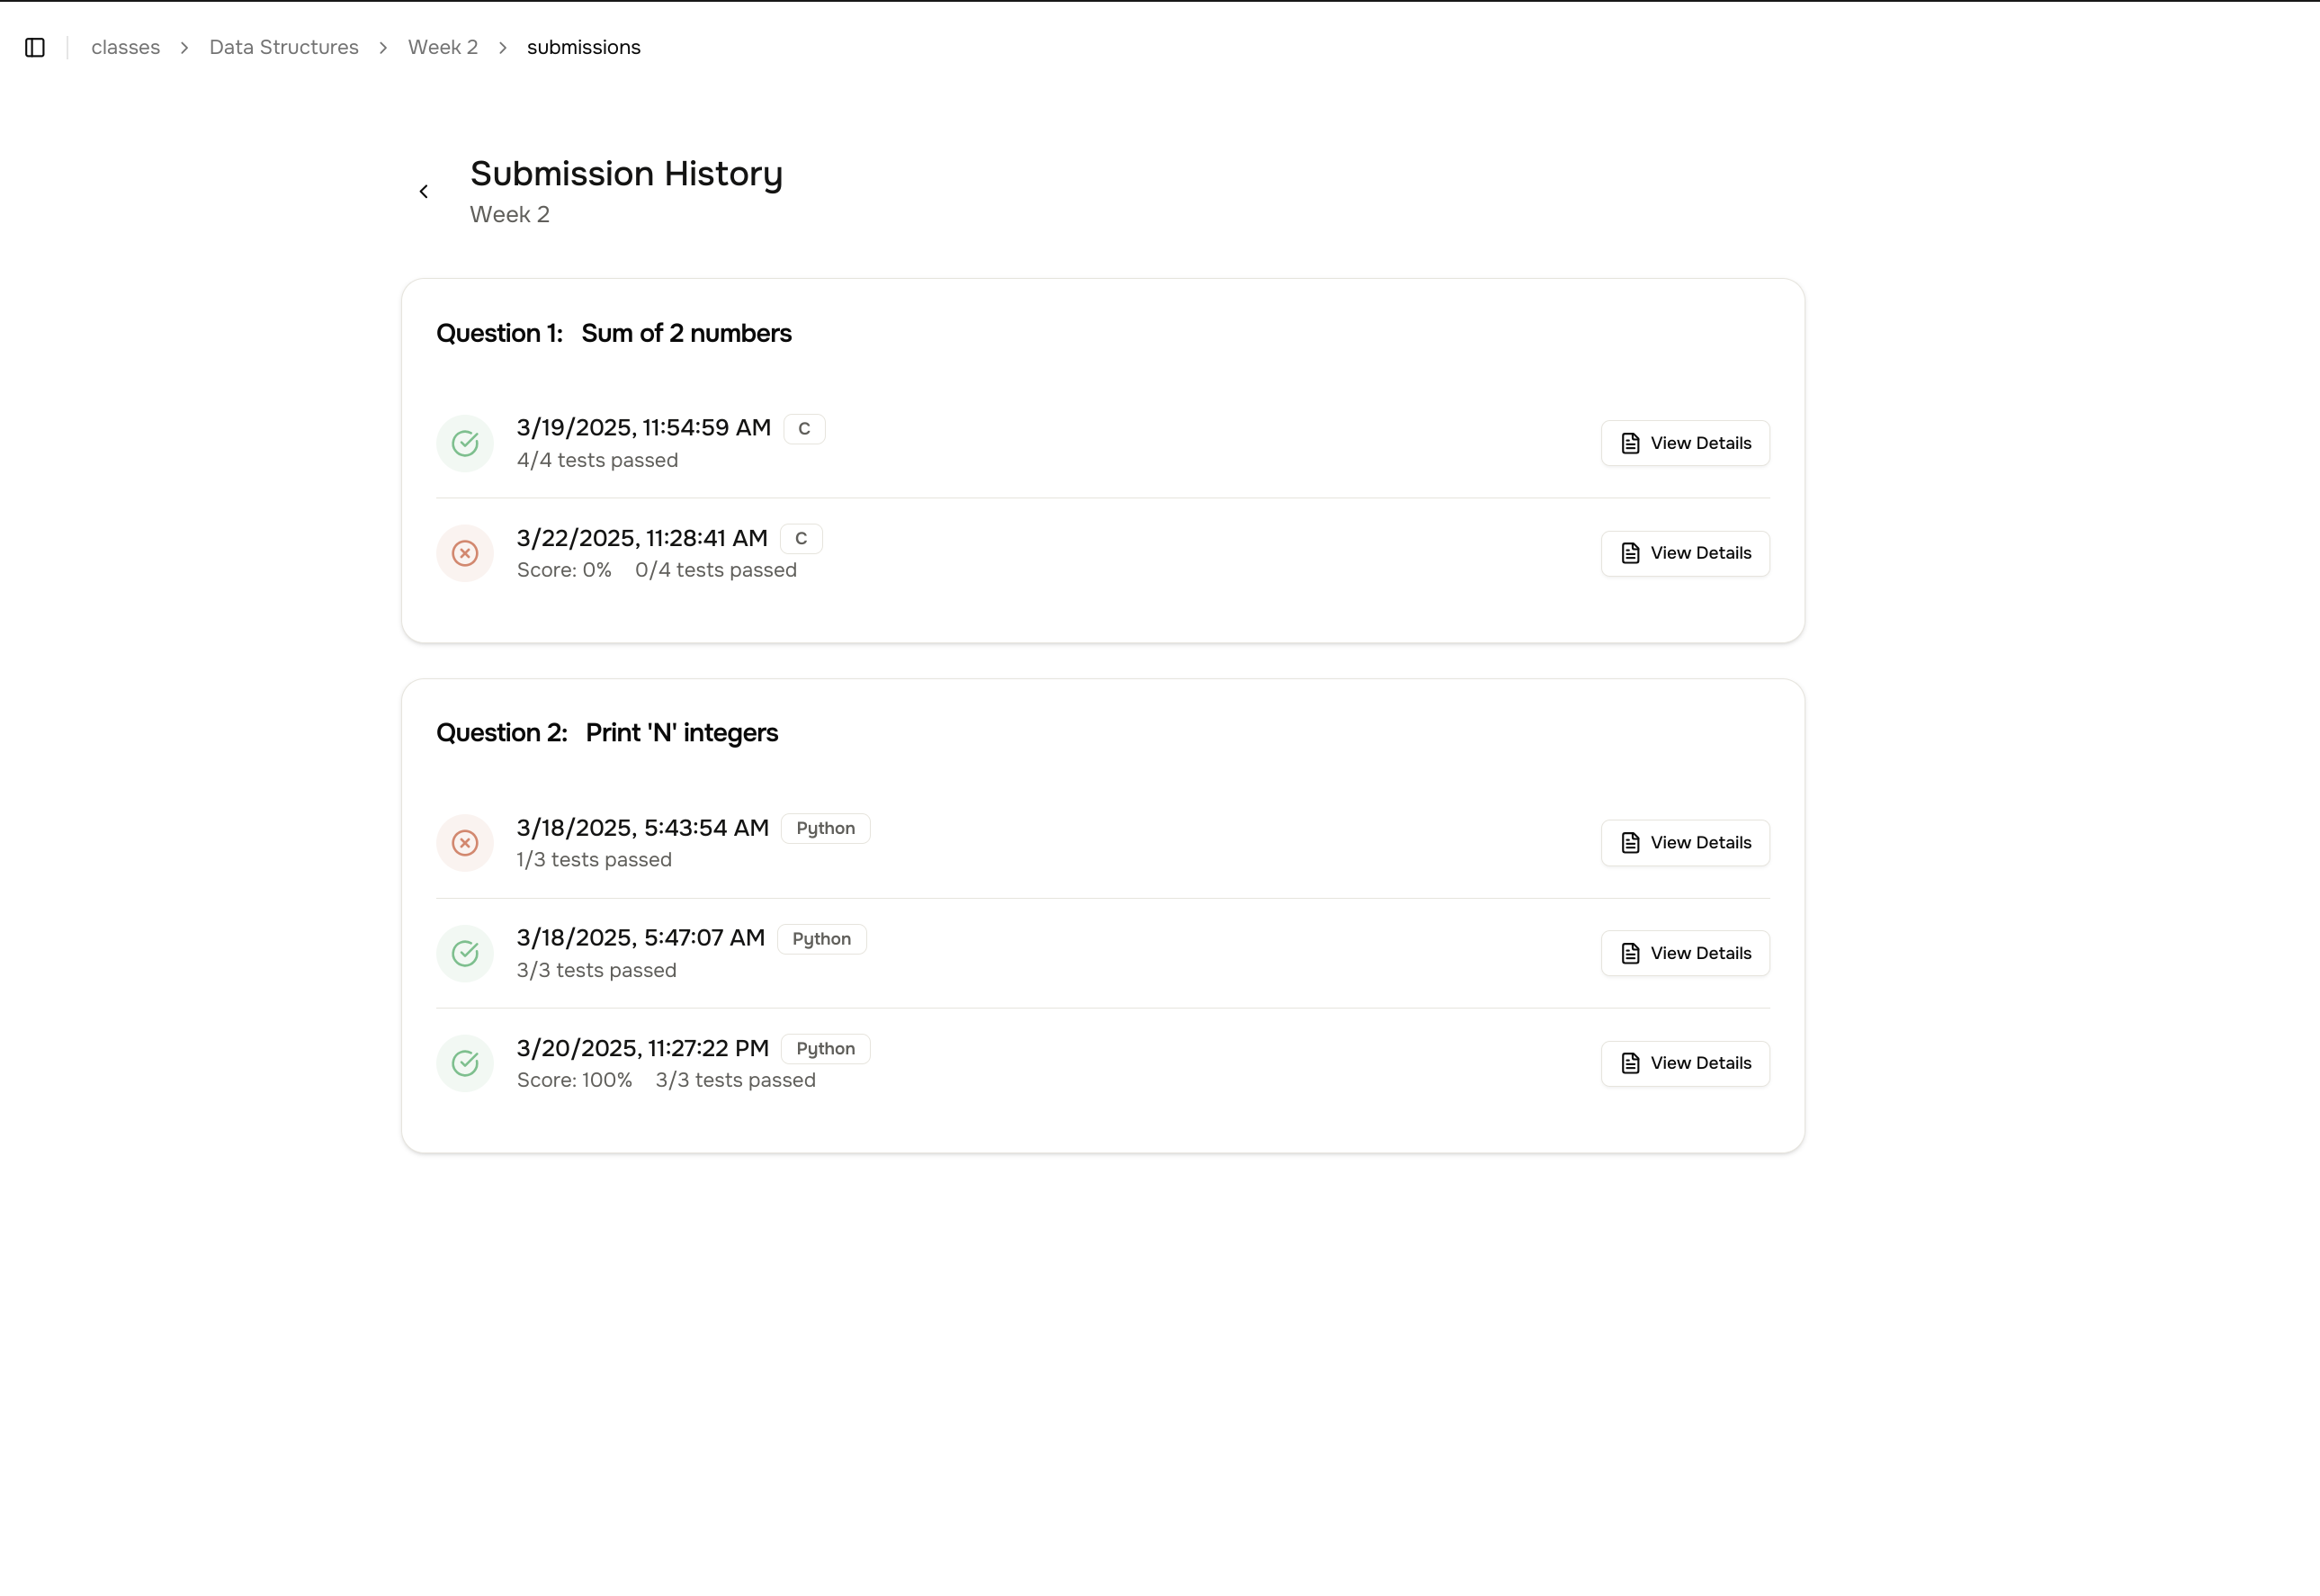 classes > Data Structures > Week 2 > submissions
Submission History
Week 2
Question 1: Sum of 2 numbers
3/19/2025, 11:54:59 AM C
4/4 tests passed
View Details
3/22/2025, 11:28:41 AM C
Score: 0% 0/4 tests passed
View Details
Question 2: Print 'N' integers
3/18/2025, 5:43:54 AM Python
1/3 tests passed
View Details
3/18/2025, 5:47:07 AM Python
3/3 tests passed
View Details
3/20/2025, 11:27:22 PM Python
Score: 100% 3/3 tests passed
View Details